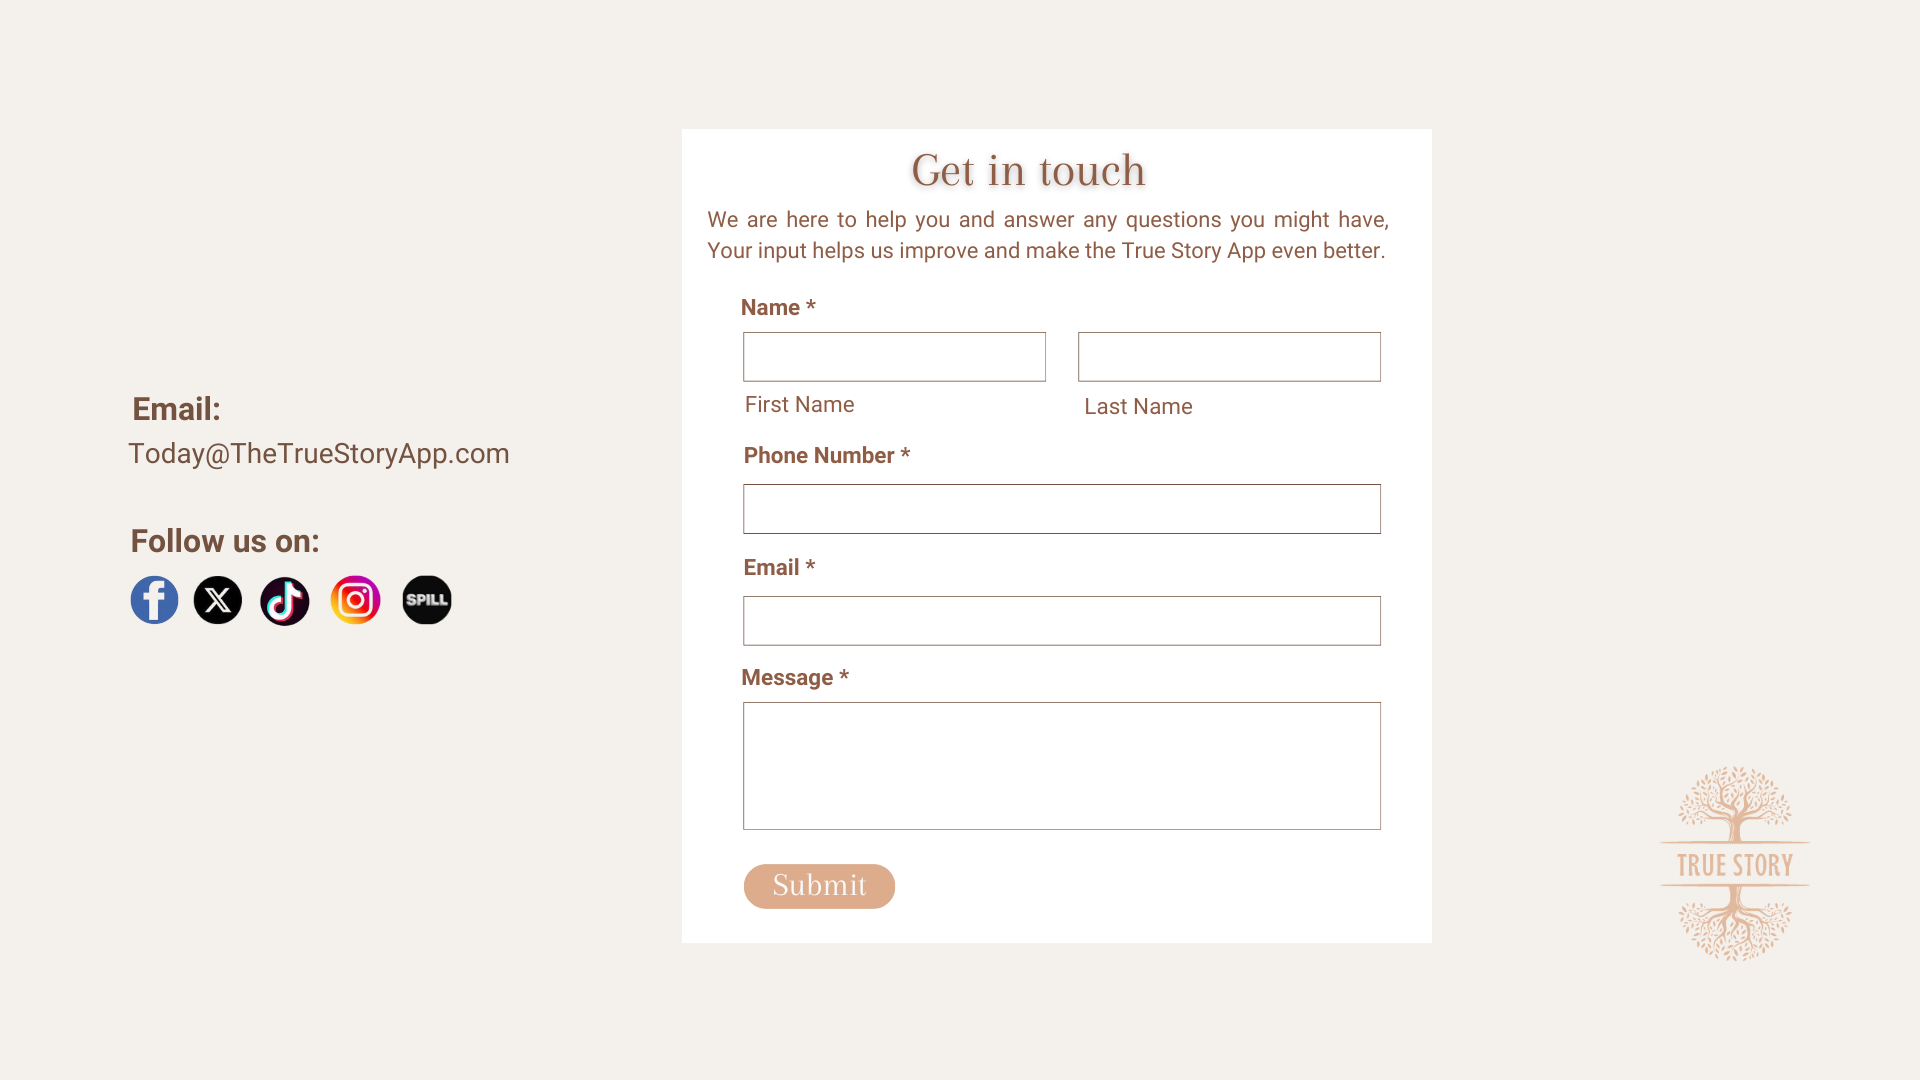 Email:
Today@TheTrueStoryApp.com
Follow us on:
SPILL
Get in touch
We are here to help you and answer any questions you might have,
Your input helps us improve and make the True Story App even better.
Name *
First Name
Last Name
Phone Number *
Email *
Message *
Submit
TRUE STORY